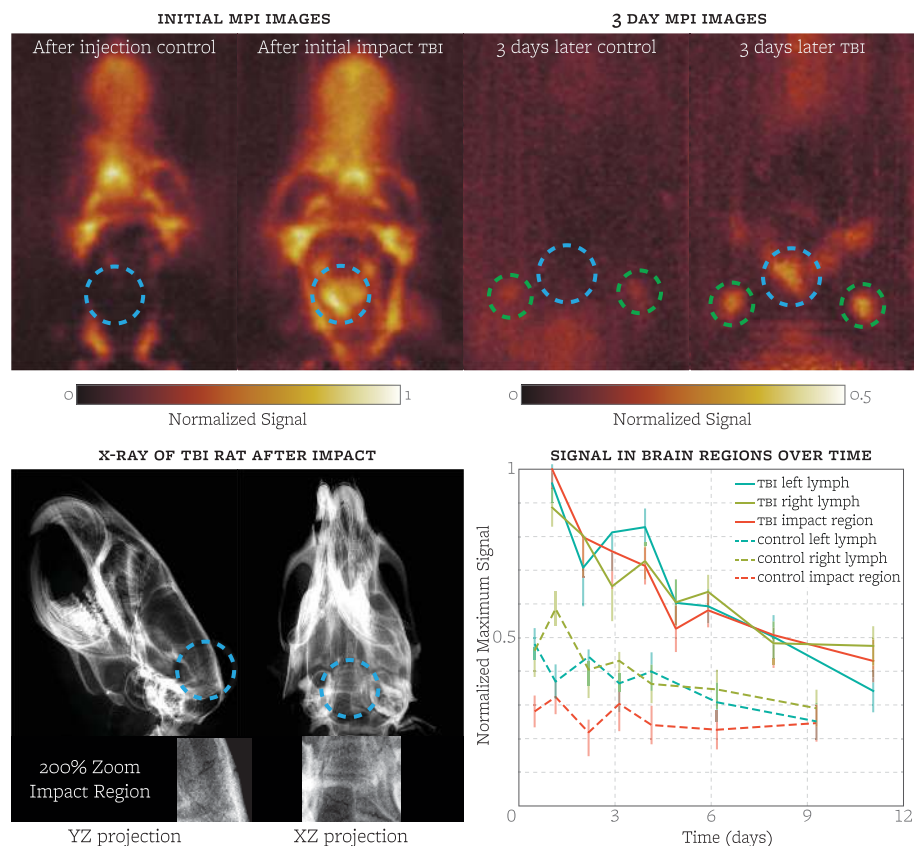 INITIAL MPI IMAGES
3 DAY MPI IMAGES
After injection control
After initial impact TBI
3 days later control
3 days later TBI
0
1
Normalized Signal
0
0.5
Normalized Signal
X-RAY OF TBI RAT AFTER IMPACT
200% Zoom
Impact Region
YZ projection
XZ projection
SIGNAL IN BRAIN REGIONS OVER TIME
TBI left lymph
TBI right lymph
TBI impact region
control left lymph
control right lymph
control impact region
Normalized Maximum Signal
1
0.5
0
0
3
6
9
12
Time (days)